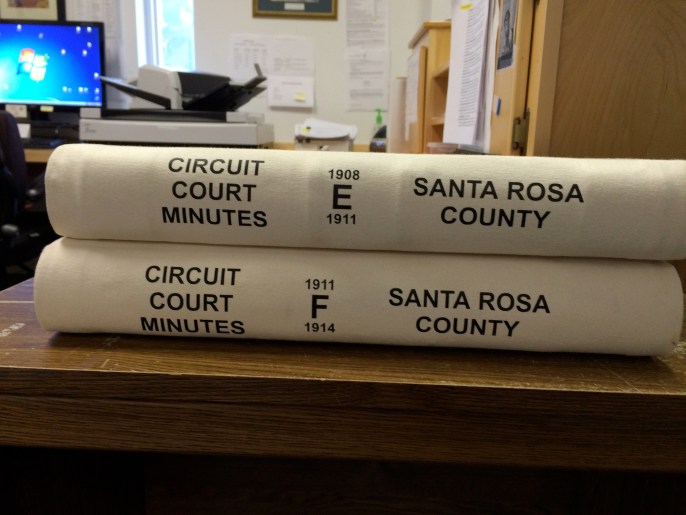 CIRCUIT
COURT
MINUTES
1908
E
1911
SANTA ROSA
COUNTY
CIRCUIT
COURT
MINUTES
1911
F
1914
SANTA ROSA
COUNTY